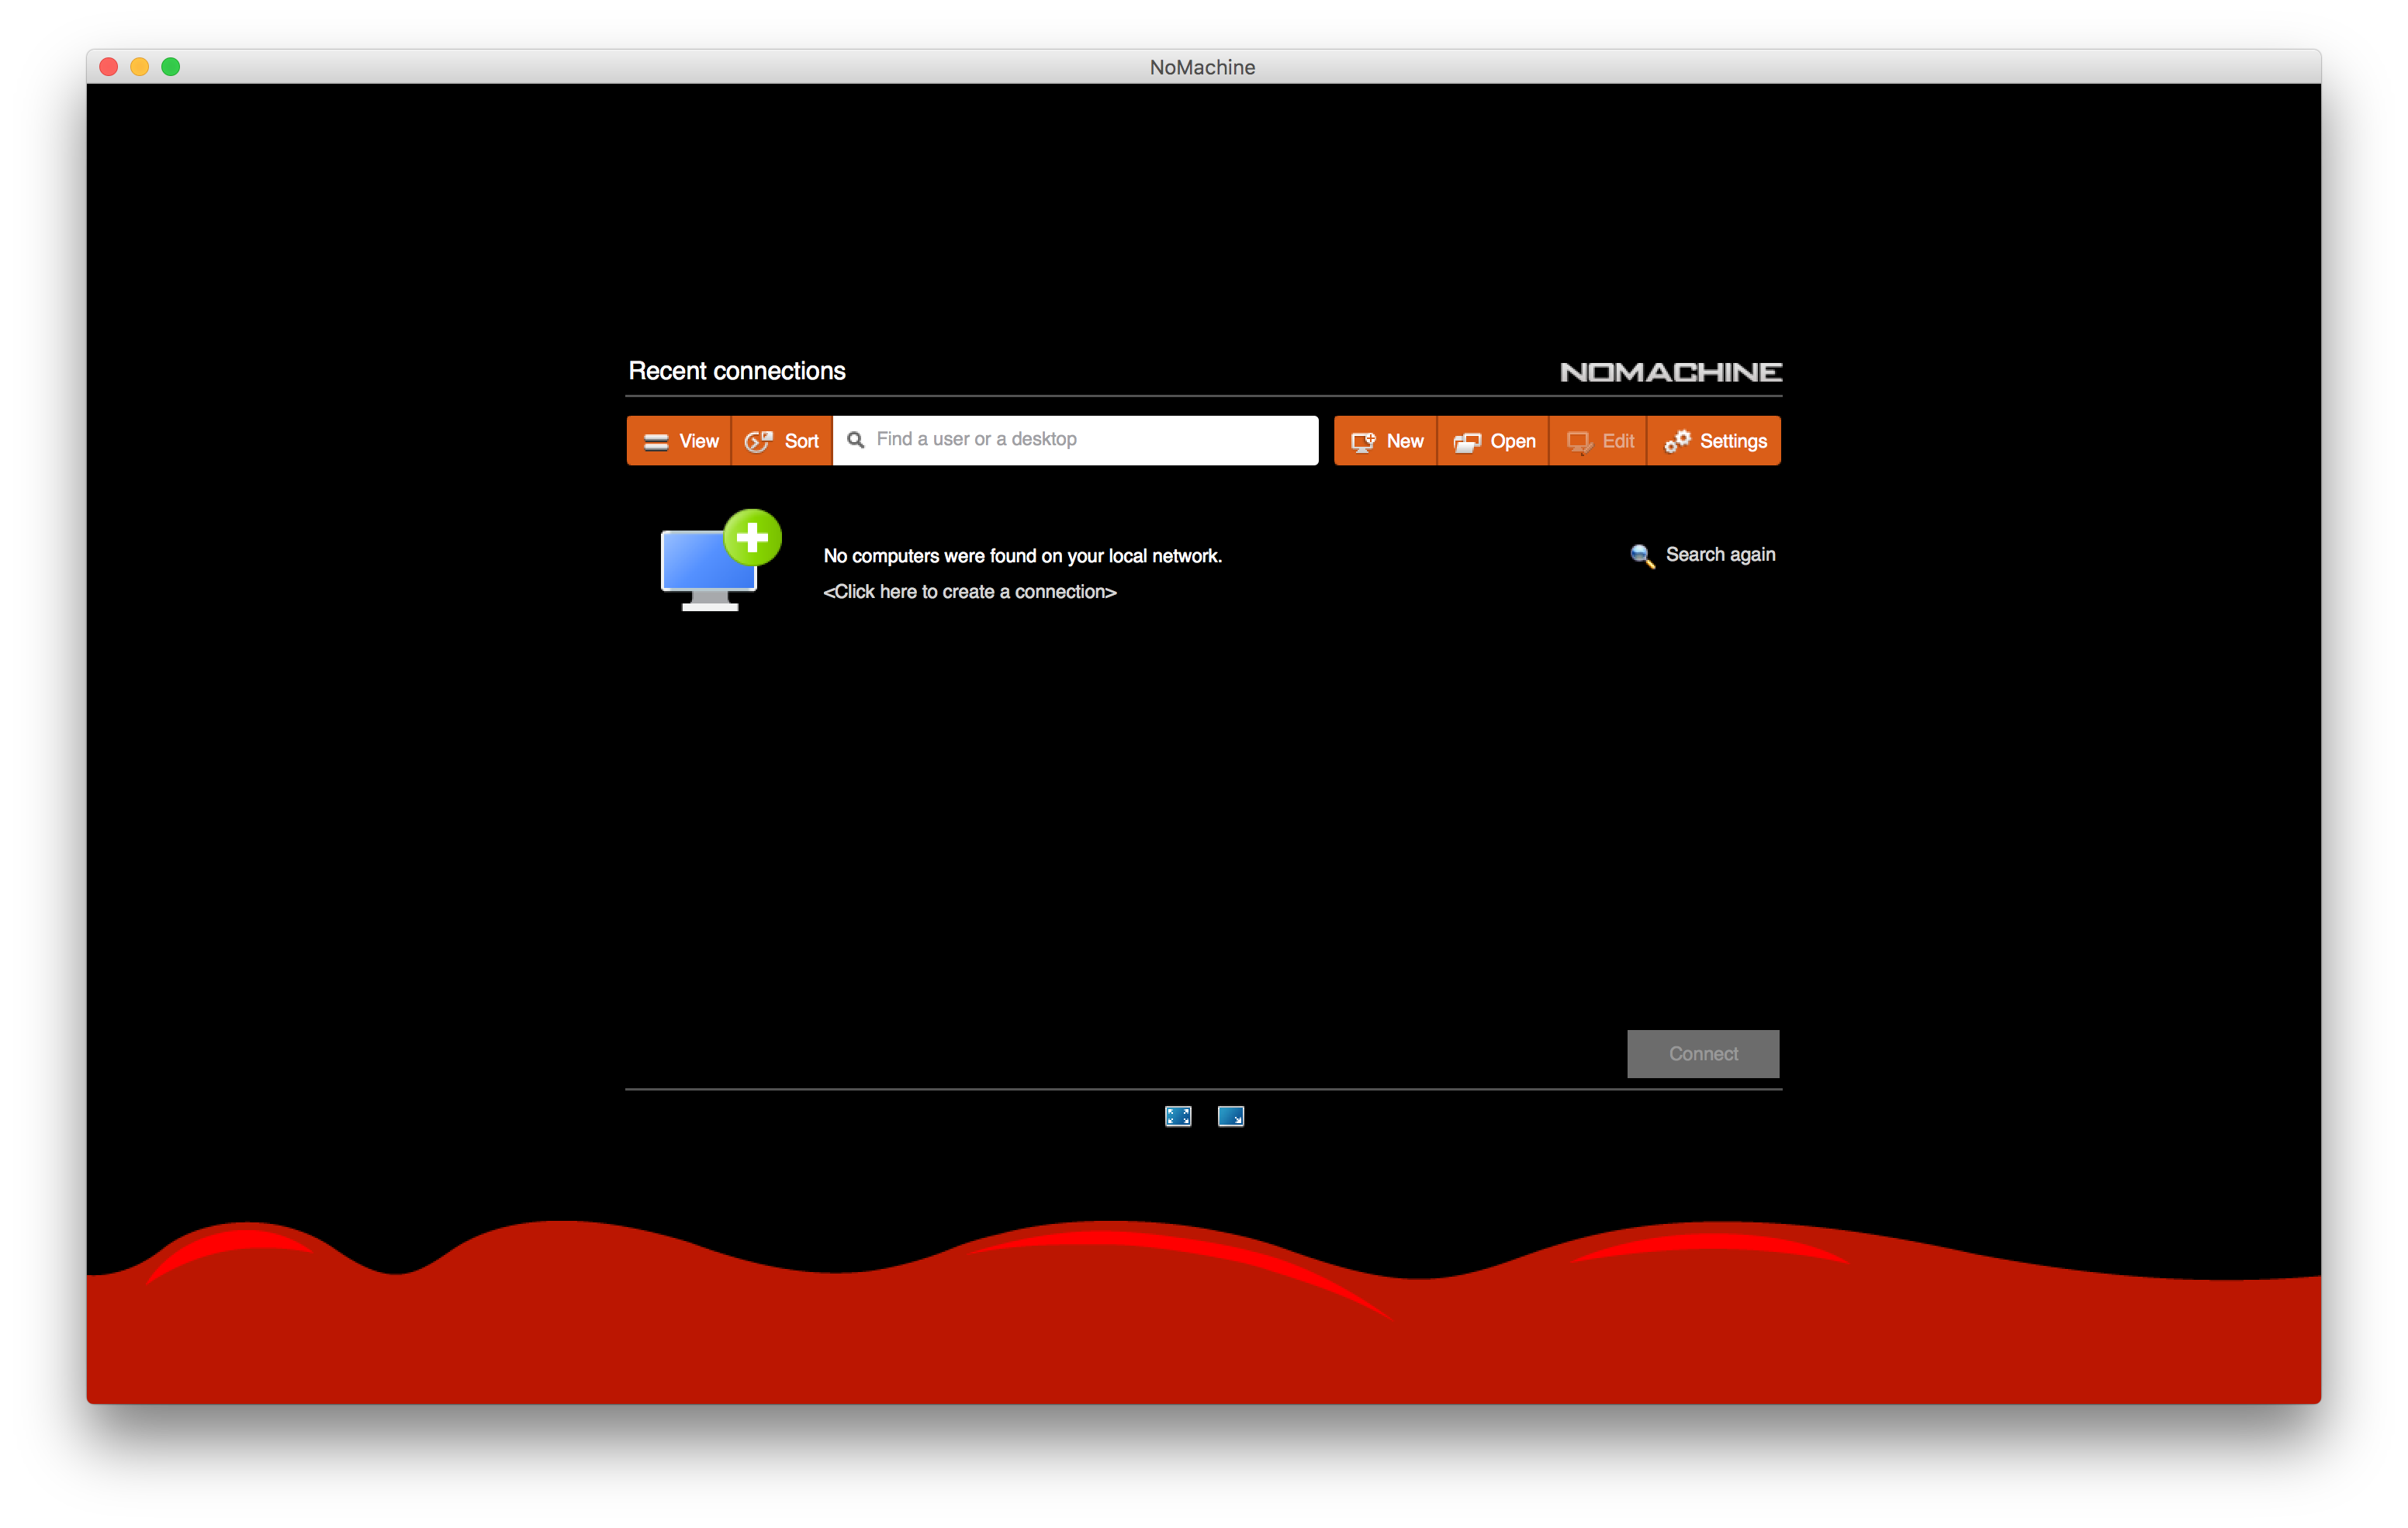 NoMachine
Recent connections
NOMACHINE
View Sort Find a user or a desktop New Open Edit Settings
No computers were found on your local network.
Search again
<Click here to create a connection>
Connect